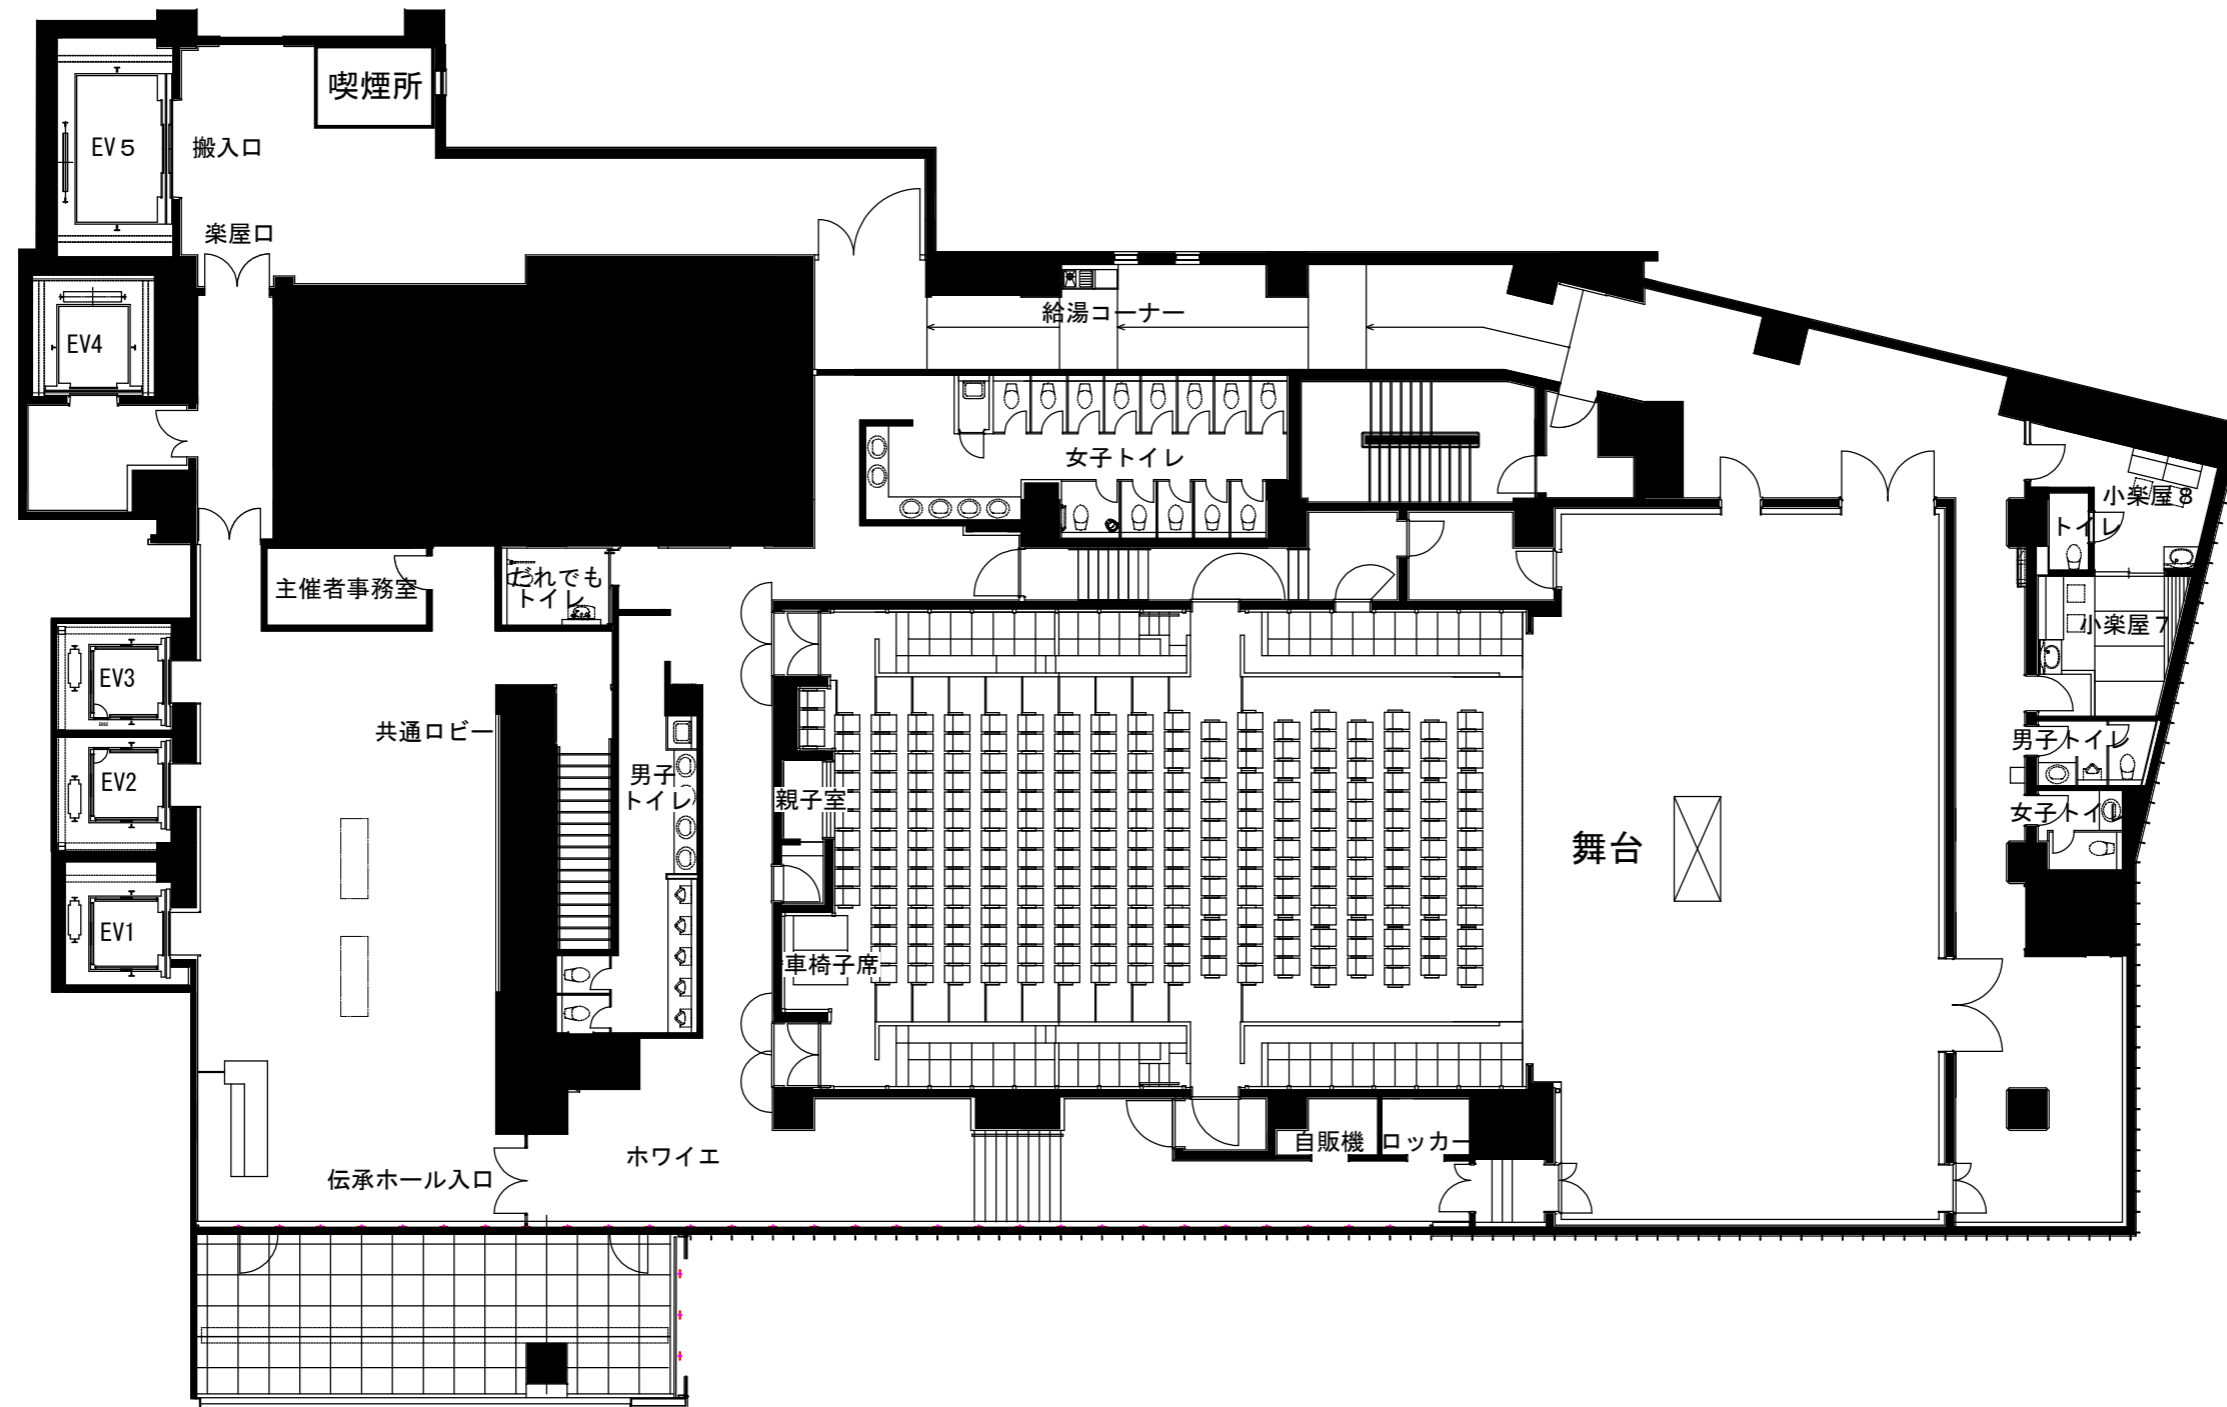 喫煙所
EV５
搬入口
楽屋口
給湯コーナー
EV4
女子トイレ
小楽屋８
トイレ
主催者事務室
だれでも
トイレ
小楽屋７
EV3
共通ロビー
男子トイレ
EV2
男子
トイレ
親子室
女子トイレ
舞台
EV1
車椅子席
自販機
ロッカー
ホワイエ
伝承ホール入口